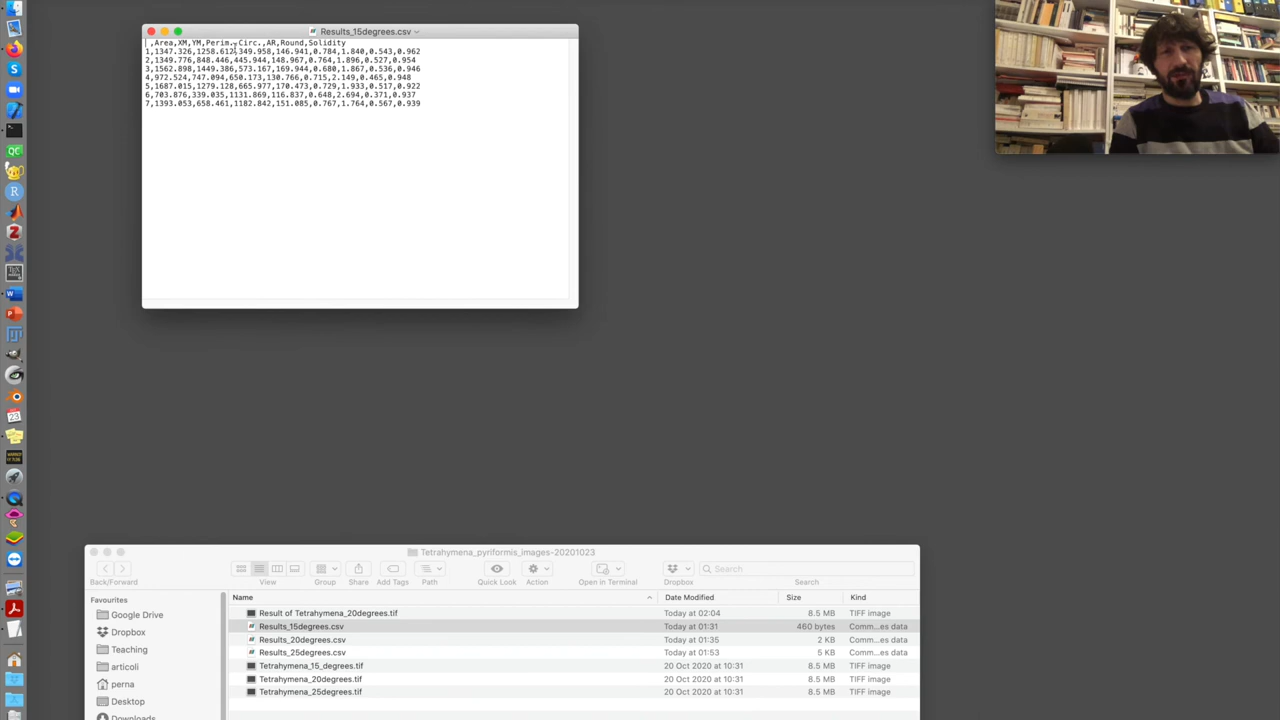 Results_15degrees.csv
 ,Area,XM,YM,Perim.,Circ.,AR,Round,Solidity
1,1347.326,1258.612,349.958,146.941,0.784,1.840,0.543,0.962
2,1349.776,848.446,445.944,148.967,0.764,1.896,0.527,0.954
3,1562.898,1449.386,573.167,169.944,0.680,1.867,0.536,0.946
4,972.524,747.094,650.173,130.766,0.715,2.149,0.465,0.948
5,1687.015,1279.128,665.977,170.473,0.729,1.933,0.517,0.922
6,703.876,339.035,1131.869,116.837,0.648,2.694,0.371,0.937
7,1393.053,658.461,1182.842,151.085,0.767,1.764,0.567,0.939
Tetrahymena_pyriformis_images-20201023
Search
Back/Forward View Group Share Add Tags Path Quick Look Action Open in Terminal Dropbox Search
Favourites
Google Drive
Dropbox
Teaching
articoli
perna
Desktop
Downloads
Name Date Modified Size Kind
Result of Tetrahymena_20degrees.tif Today at 02:04 8.5 MB TIFF image
Results_15degrees.csv Today at 01:31 460 bytes Comm...es data
Results_20degrees.csv Today at 01:35 2 KB Comm...es data
Results_25degrees.csv Today at 01:53 5 KB Comm...es data
Tetrahymena_15_degrees.tif 20 Oct 2020 at 10:31 8.5 MB TIFF image
Tetrahymena_20degrees.tif 20 Oct 2020 at 10:31 8.5 MB TIFF image
Tetrahymena_25degrees.tif 20 Oct 2020 at 10:31 8.5 MB TIFF image